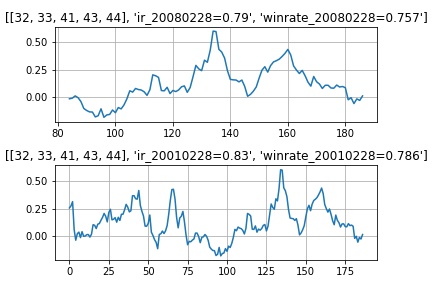 [[32, 33, 41, 43, 44], 'ir_20080228=0.79', 'winrate_20080228=0.757']
0.50
0.25
0.00
80 100 120 140 160 180
[[32, 33, 41, 43, 44], 'ir_20010228=0.83', 'winrate_20010228=0.786']
0.50
0.25
0.00
0 25 50 75 100 125 150 175